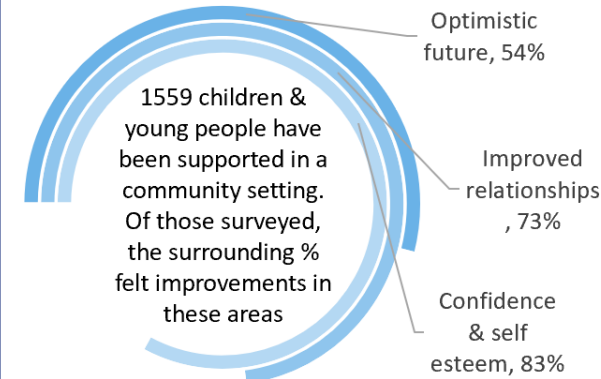 1559 children &
young people have
been supported in a
community setting.
Of those surveyed,
the surrounding %
felt improvements in
these areas
Optimistic
future, 54%
Improved
relationships
, 73%
Confidence
& self
esteem, 83%